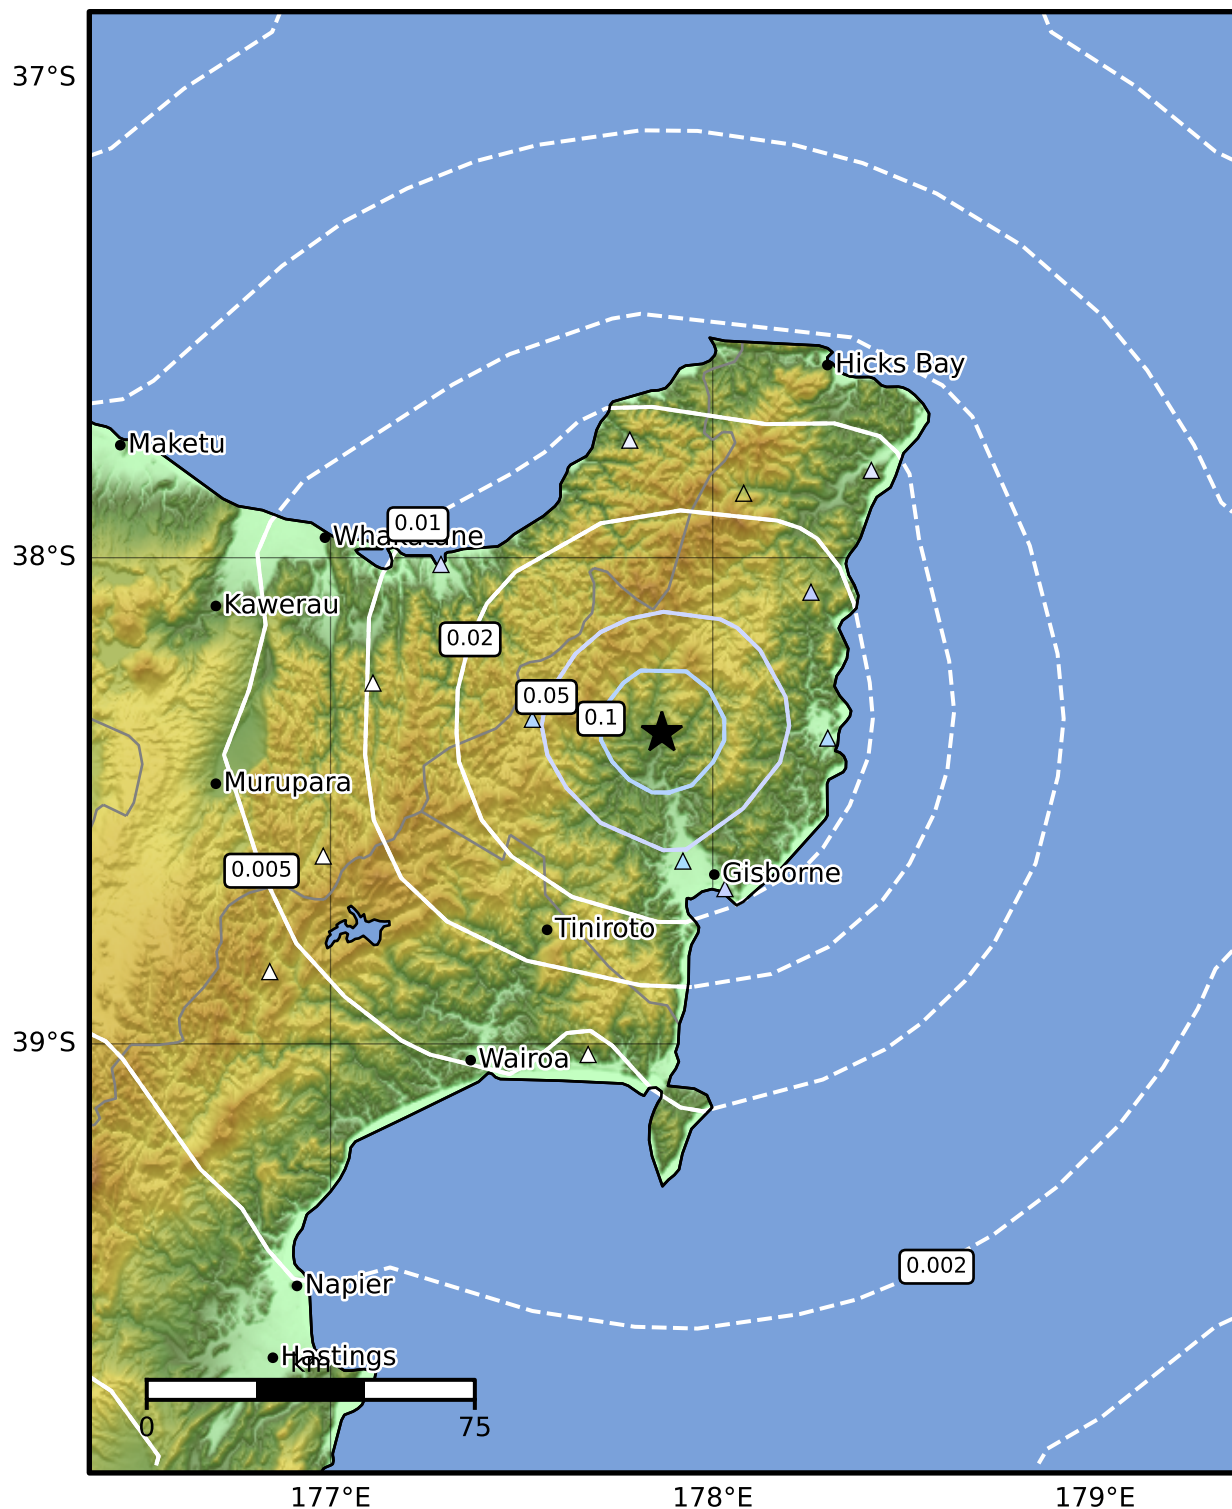 37°S
Hicks Bay
Maketu
0.01
Whakatane
38°S
Kawerau
0.02
0.05
0.1
Murupara
0.005
Gisborne
Tiniroto
39°S
Wairoa
0.002
Napier
Hastings
km
0
75
177°E
178°E
179°E